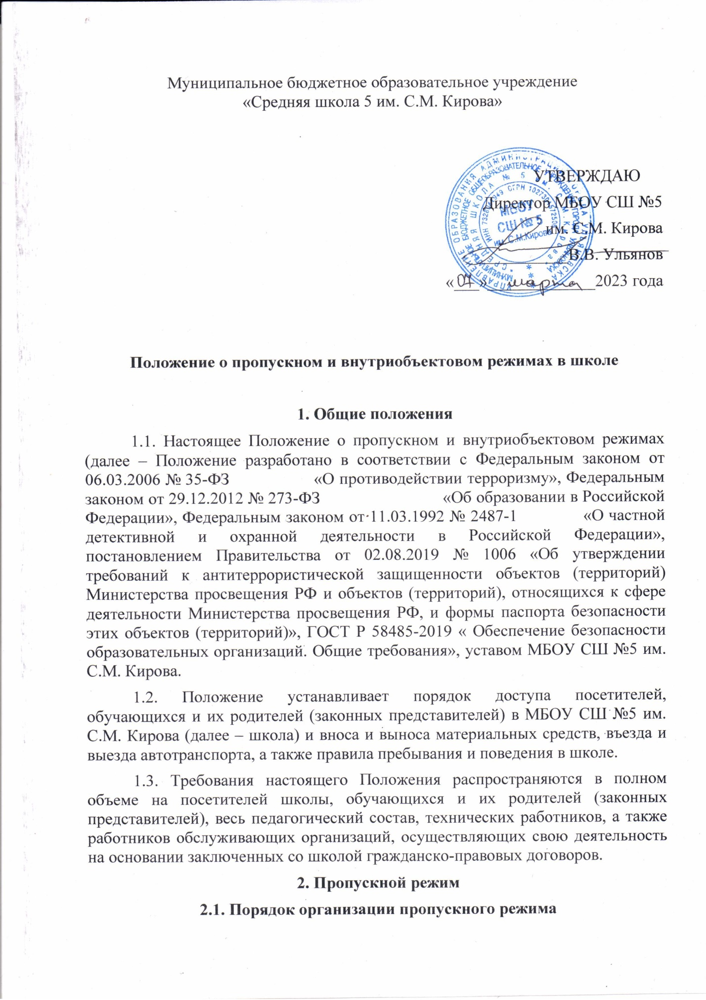 Муниципальное бюджетное образовательное учреждение
«Средняя школа 5 им. С.М. Кирова»
УТВЕРЖДАЮ
Директор МБОУ СШ №5
им. С.М. Кирова
В.В. Ульянов
«07» марта 2023 года
МБОУ
СШ № 5
им. С.М.Кирова
Положение о пропускном и внутриобъектовом режимах в школе
1. Общие положения
1.1. Настоящее Положение о пропускном и внутриобъектовом режимах
(далее – Положение разработано в соответствии с Федеральным законом от
06.03.2006 № 35-ФЗ «О противодействии терроризму», Федеральным
законом от 29.12.2012 № 273-ФЗ «Об образовании в Российской
Федерации», Федеральным законом от 11.03.1992 № 2487-1 «О частной
детективной и охранной деятельности в Российской Федерации»,
постановлением Правительства от 02.08.2019 № 1006 «Об утверждении
требований к антитеррористической защищенности объектов (территорий)
Министерства просвещения РФ и объектов (территорий), относящихся к сфере
деятельности Министерства просвещения РФ, и формы паспорта безопасности
этих объектов (территорий)», ГОСТ Р 58485-2019 « Обеспечение безопасности
образовательных организаций. Общие требования», уставом МБОУ СШ №5 им.
С.М. Кирова.
1.2. Положение устанавливает порядок доступа посетителей,
обучающихся и их родителей (законных представителей) в МБОУ СШ №5 им.
С.М. Кирова (далее – школа) и вноса и выноса материальных средств, въезда и
выезда автотранспорта, а также правила пребывания и поведения в школе.
1.3. Требования настоящего Положения распространяются в полном
объеме на посетителей школы, обучающихся и их родителей (законных
представителей), весь педагогический состав, технических работников, а также
работников обслуживающих организаций, осуществляющих свою деятельность
на основании заключенных со школой гражданско-правовых договоров.
2. Пропускной режим
2.1. Порядок организации пропускного режима